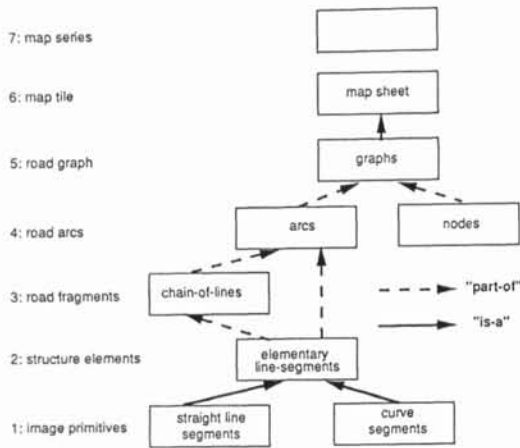 7: map series
6: map tile
map sheet
5: road graph
graphs
4: road arcs
arcs
nodes
3: road fragments
chain-of-lines
"part-of"
"is-a"
2: structure elements
elementary
line-segments
1: image primitives
straight line
segments
curve
segments